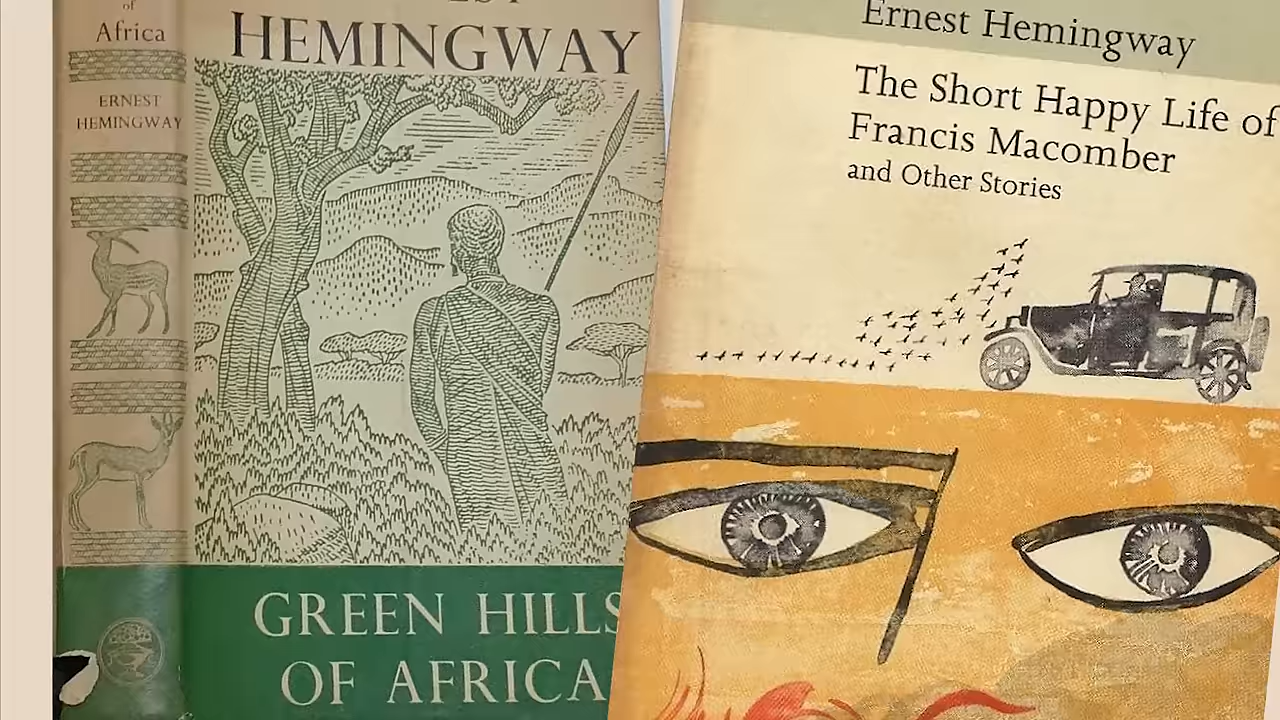 of
Africa
ERNEST
HEMINGWAY
HEMINGWAY
GREEN HILLS
OF AFRICA
Ernest Hemingway
The Short Happy Life of
Francis Macomber
and Other Stories